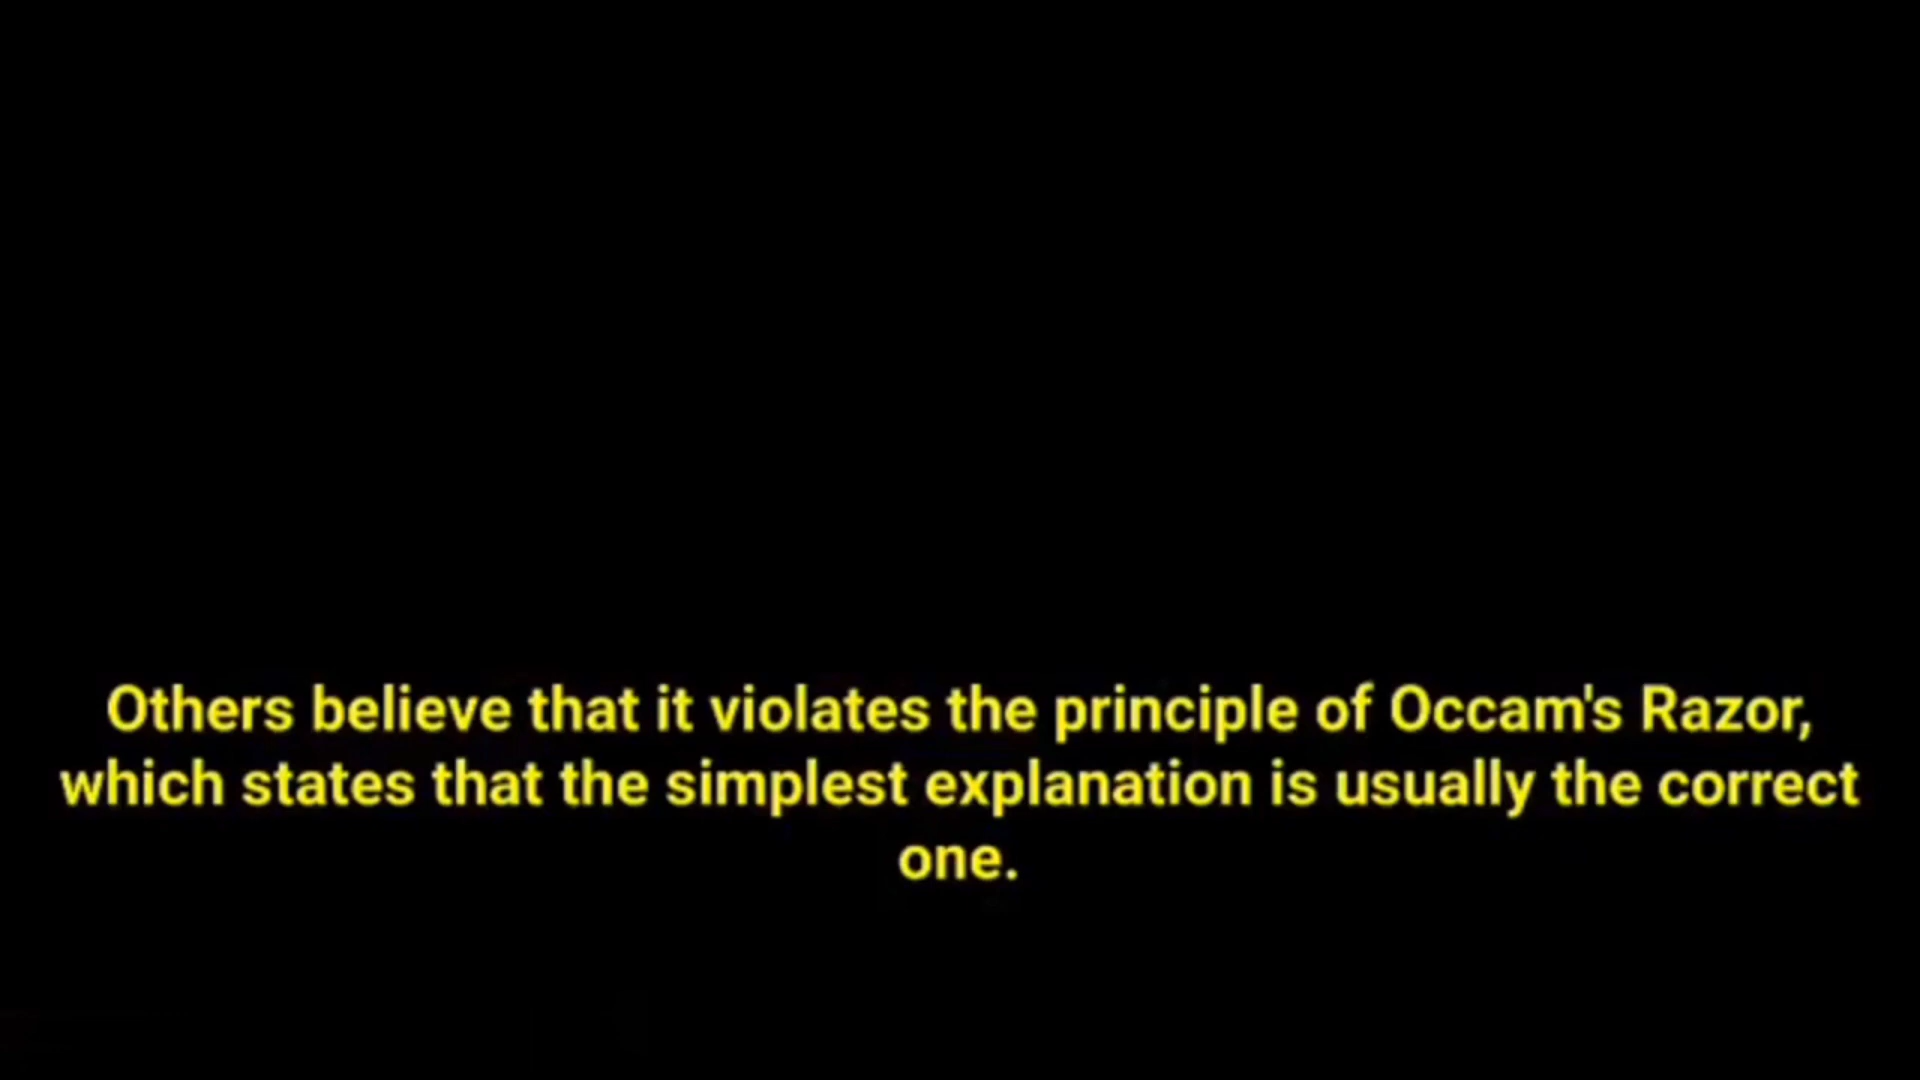 Others believe that it violates the principle of Occam's Razor,
which states that the simplest explanation is usually the correct
one.